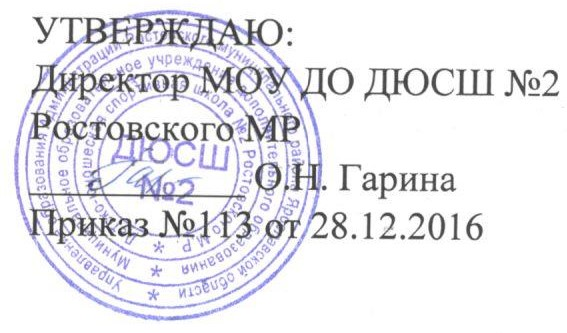 УТВЕРЖДАЮ:
Директор МОУ ДО ДЮСШ №2
Ростовского МР
О.Н. Гарина
Приказ №113 от 28.12.2016
ДЮСШ
№2